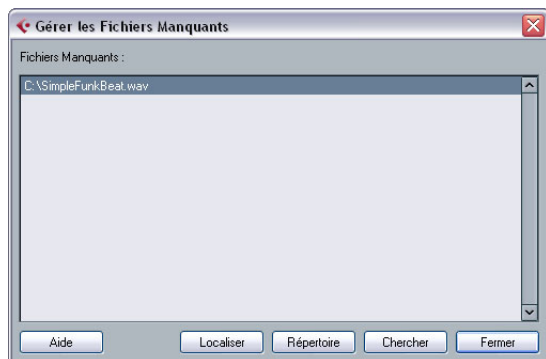 Gérer les Fichiers Manquants
Fichiers Manquants :
C:\SimpleFunkBeat.wav
Aide Localiser Répertoire Chercher Fermer